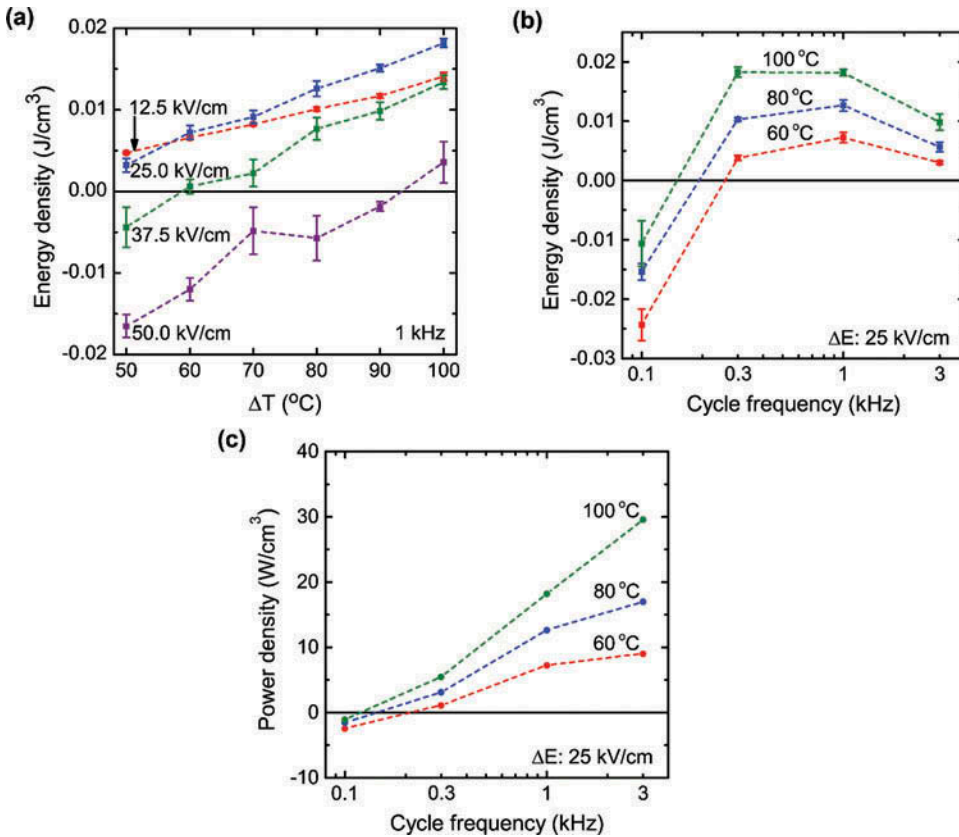 (a)
0.02
0.01
0.00
-0.01
-0.02
Energy density (J/cm³)
12.5 kV/cm
25.0 kV/cm
37.5 kV/cm
50.0 kV/cm
1 kHz
50 60 70 80 90 100
ΔT (°C)
(b)
0.02
0.01
0.00
-0.01
-0.02
-0.03
Energy density (J/cm³)
100 °C
80 °C
60 °C
ΔE: 25 kV/cm
0.1 0.3 1 3
Cycle frequency (kHz)
(c)
40
30
20
10
0
-10
Power density (W/cm³)
100 °C
80 °C
60 °C
ΔE: 25 kV/cm
0.1 0.3 1 3
Cycle frequency (kHz)